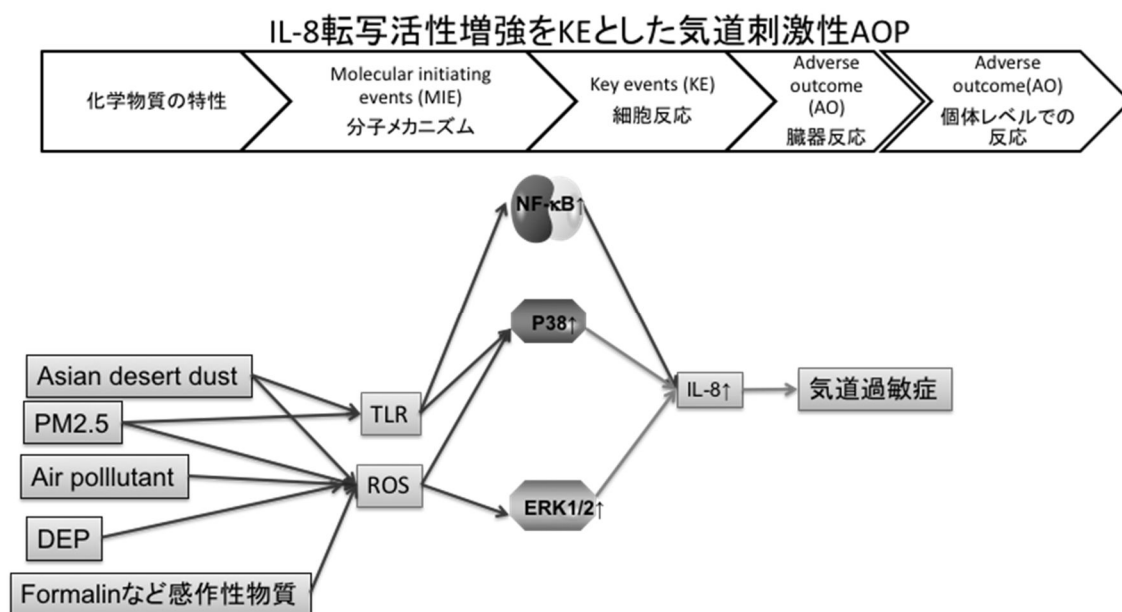 IL-8転写活性増強をKEとした気道刺激性AOP
化学物質の特性
Molecular initiating
events (MIE)
分子メカニズム
Key events (KE)
細胞反応
Adverse
outcome
(AO)
臓器反応
Adverse
outcome(AO)
個体レベルでの
反応
NF-κB↑
P38↑
Asian desert dust
PM2.5
Air polllutant
DEP
Formalinなど感作性物質
TLR
ROS
ERK1/2↑
IL-8↑
気道過敏症